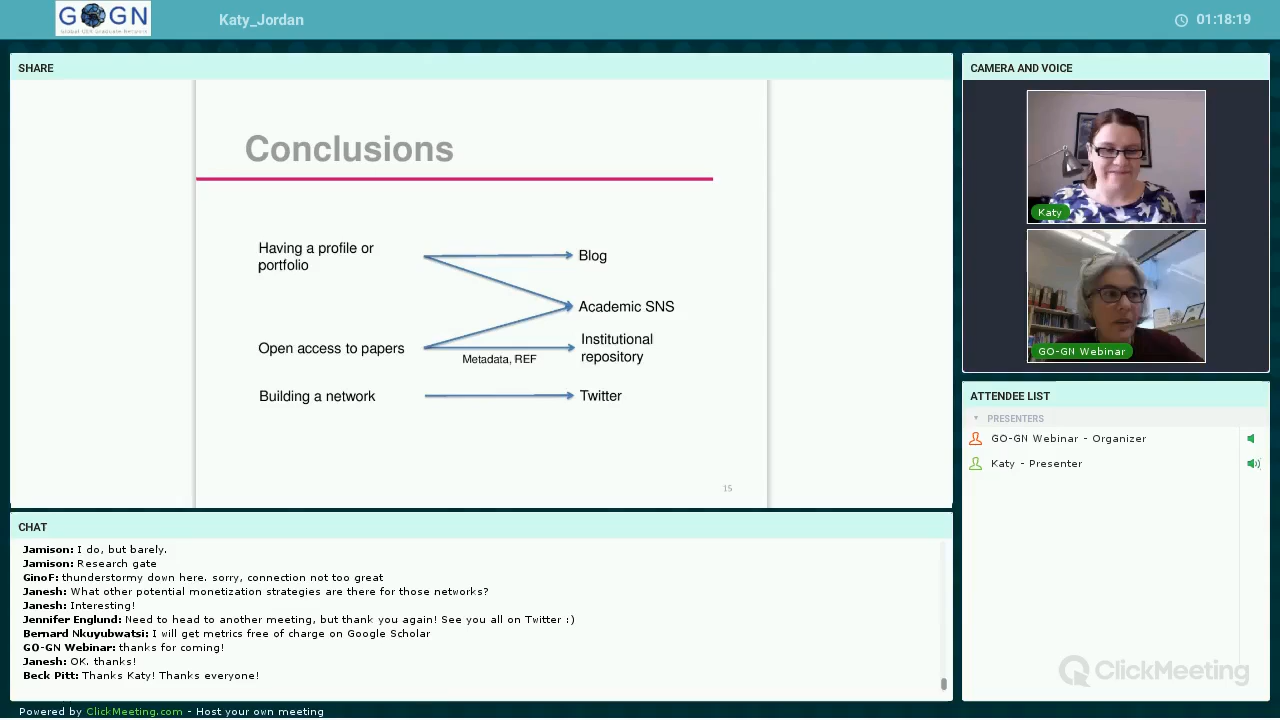 GO GN
Global OER Graduate Network
Katy_Jordan
01:18:19
SHARE
Conclusions
Having a profile or
portfolio
Blog
Academic SNS
Open access to papers
Metadata, REF
Institutional
repository
Building a network
Twitter
15
CAMERA AND VOICE
Katy
GO-GN Webinar
ATTENDEE LIST
PRESENTERS
GO-GN Webinar - Organizer
Katy - Presenter
CHAT
Jamison: I do, but barely.
Jamison: Research gate
GinoF: thunderstormy down here. sorry, connection not too great
Janesh: What other potential monetization strategies are there for those networks?
Janesh: Interesting!
Jennifer Englund: Need to head to another meeting, but thank you again! See you all on Twitter :)
Bernard Nkuyubwatsi: I will get metrics free of charge on Google Scholar
GO-GN Webinar: thanks for coming!
Janesh: OK. thanks!
Beck Pitt: Thanks Katy! Thanks everyone!
ClickMeeting
Powered by ClickMeeting.com - Host your own meeting